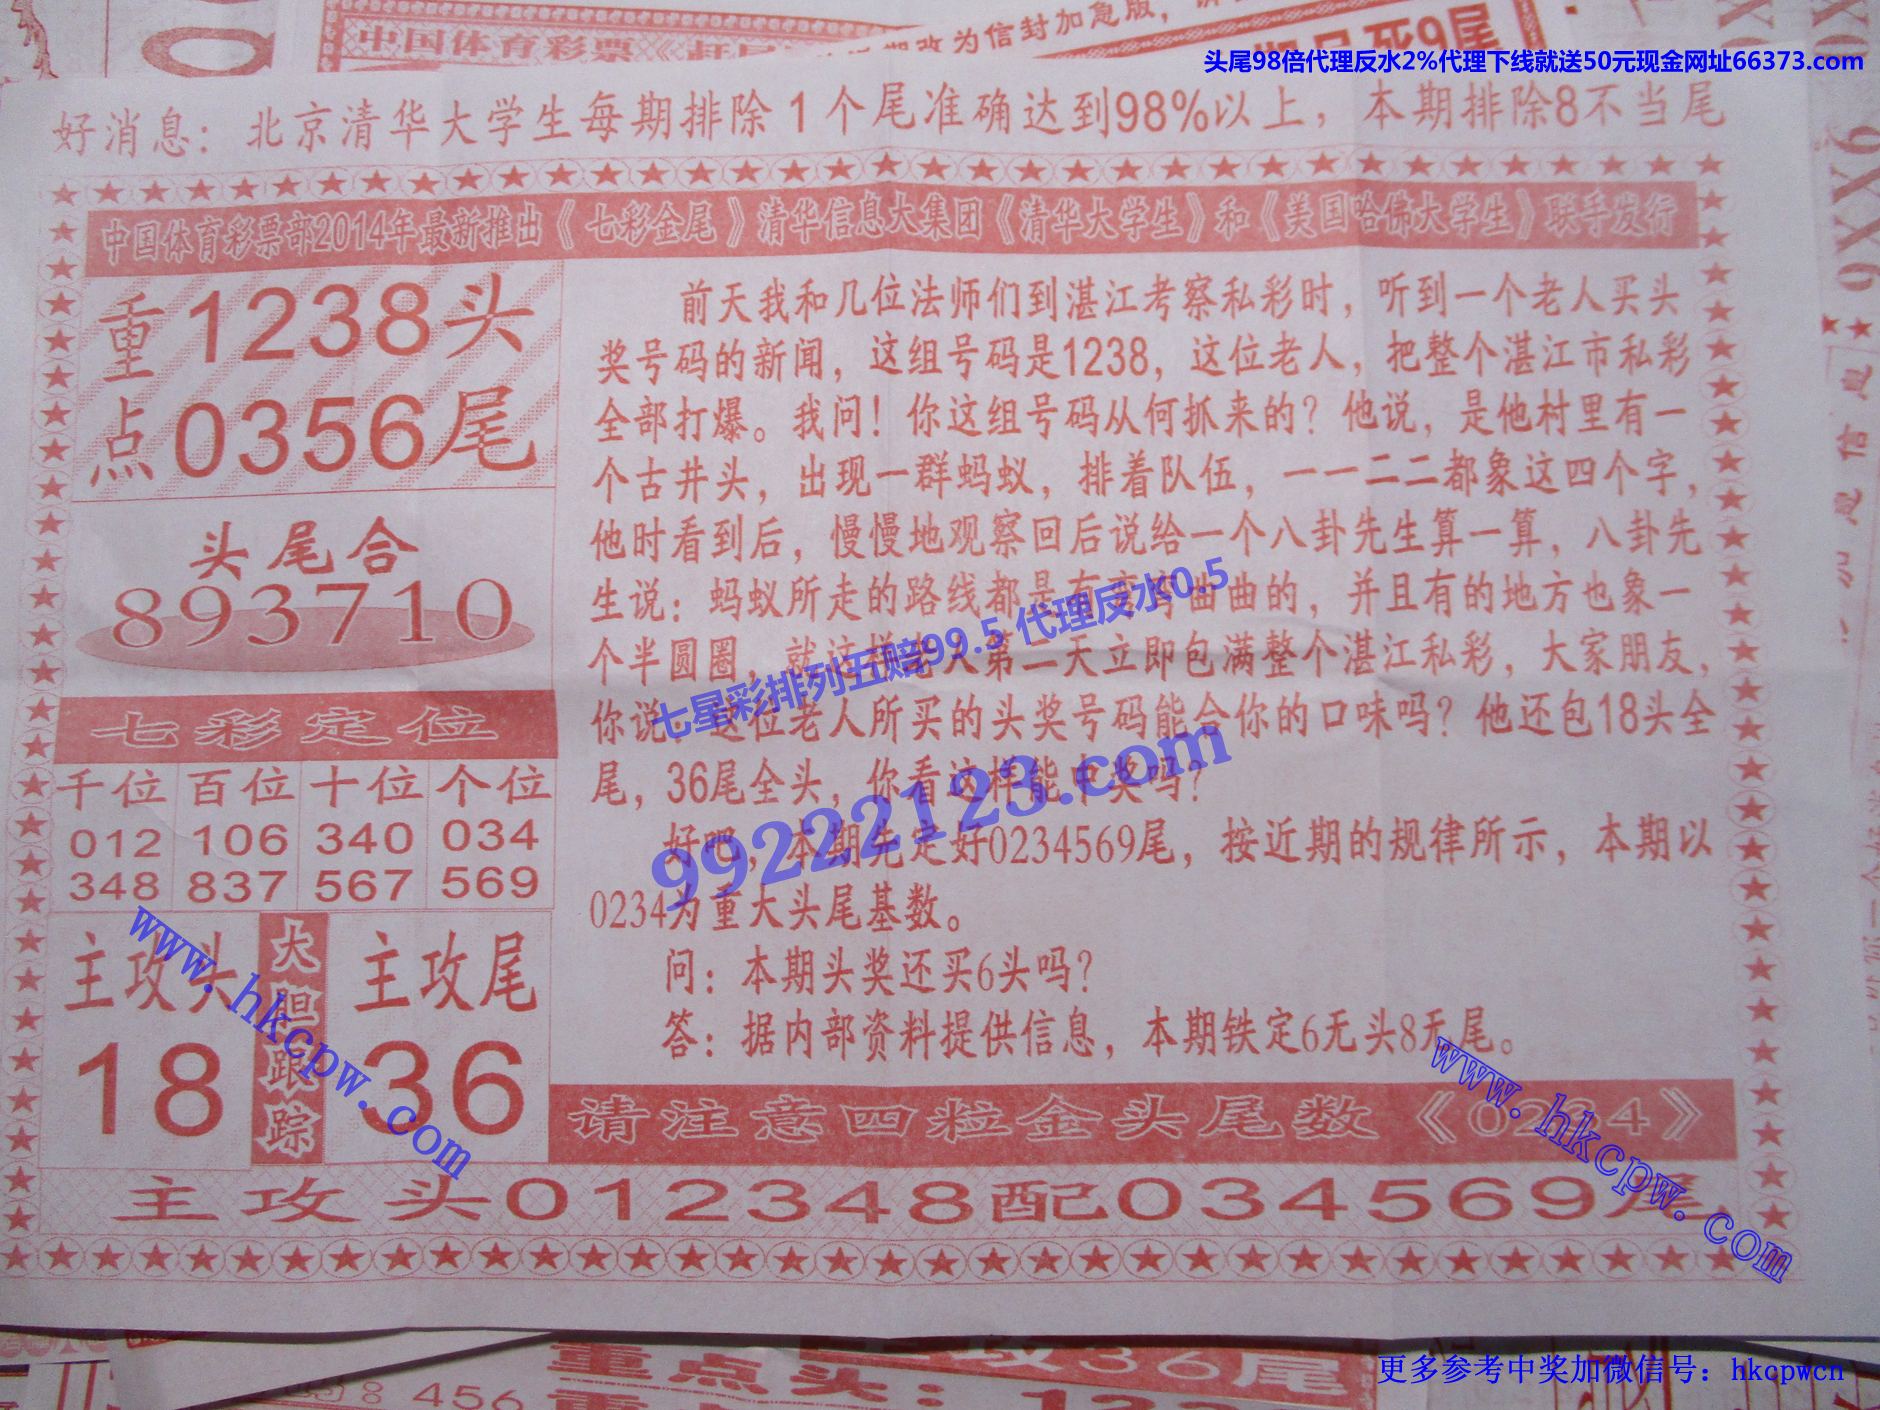 中国体育彩票《
期改为信封加急版，
头尾98倍代理反水2%代理下线就送50元现金网址66373.com
好消息：北京清华大学生每期排除1个尾准确达到98%以上，本期排除8不当尾
中国体育彩票部2014年最新推出《七彩金尾》清华信息大集团《清华大学生》和《美国哈佛大学生》联手发行
重1238头
点0356尾
头尾合
893710
七彩定位
千位 百位 十位 个位
012 106 340 034
348 837 567 569
主攻头 大胆跟踪 主攻尾
18 36
前天我和几位法师们到湛江考察私彩时，听到一个老人买头
奖号码的新闻，这组号码是1238，这位老人，把整个湛江市私彩
全部打爆。我问！你这组号码从何抓来的？他说，是他村里有一
个古井头，出现一群蚂蚁，排着队伍，一一二二都象这四个字，
他时看到后，慢慢地观察回后说给一个八卦先生算一算，八卦先
生说：蚂蚁所走的路线都是有弯弯曲曲的，并且有的地方也象一
个半圆圈，就这样老人第二天立即包满整个湛江私彩，大家朋友，
你说：这位老人所买的头奖号码能合你的口味吗？他还包18头全
尾，36尾全头，你看这样能中奖吗？
好吧，本期先定好0234569尾，按近期的规律所示，本期以
0234为重大头尾基数。
问：本期头奖还买6头吗？
答：据内部资料提供信息，本期铁定6无头8无尾。
请注意四粒金头尾数《0234》
主攻头012348配034569尾
七星彩排列五赔99.5 代理反水0.5
99222123.com
www.hkcpw.com
www.hkcpw.com
456
36尾
重点头：
更多参考中奖加微信号：hkcpwcn